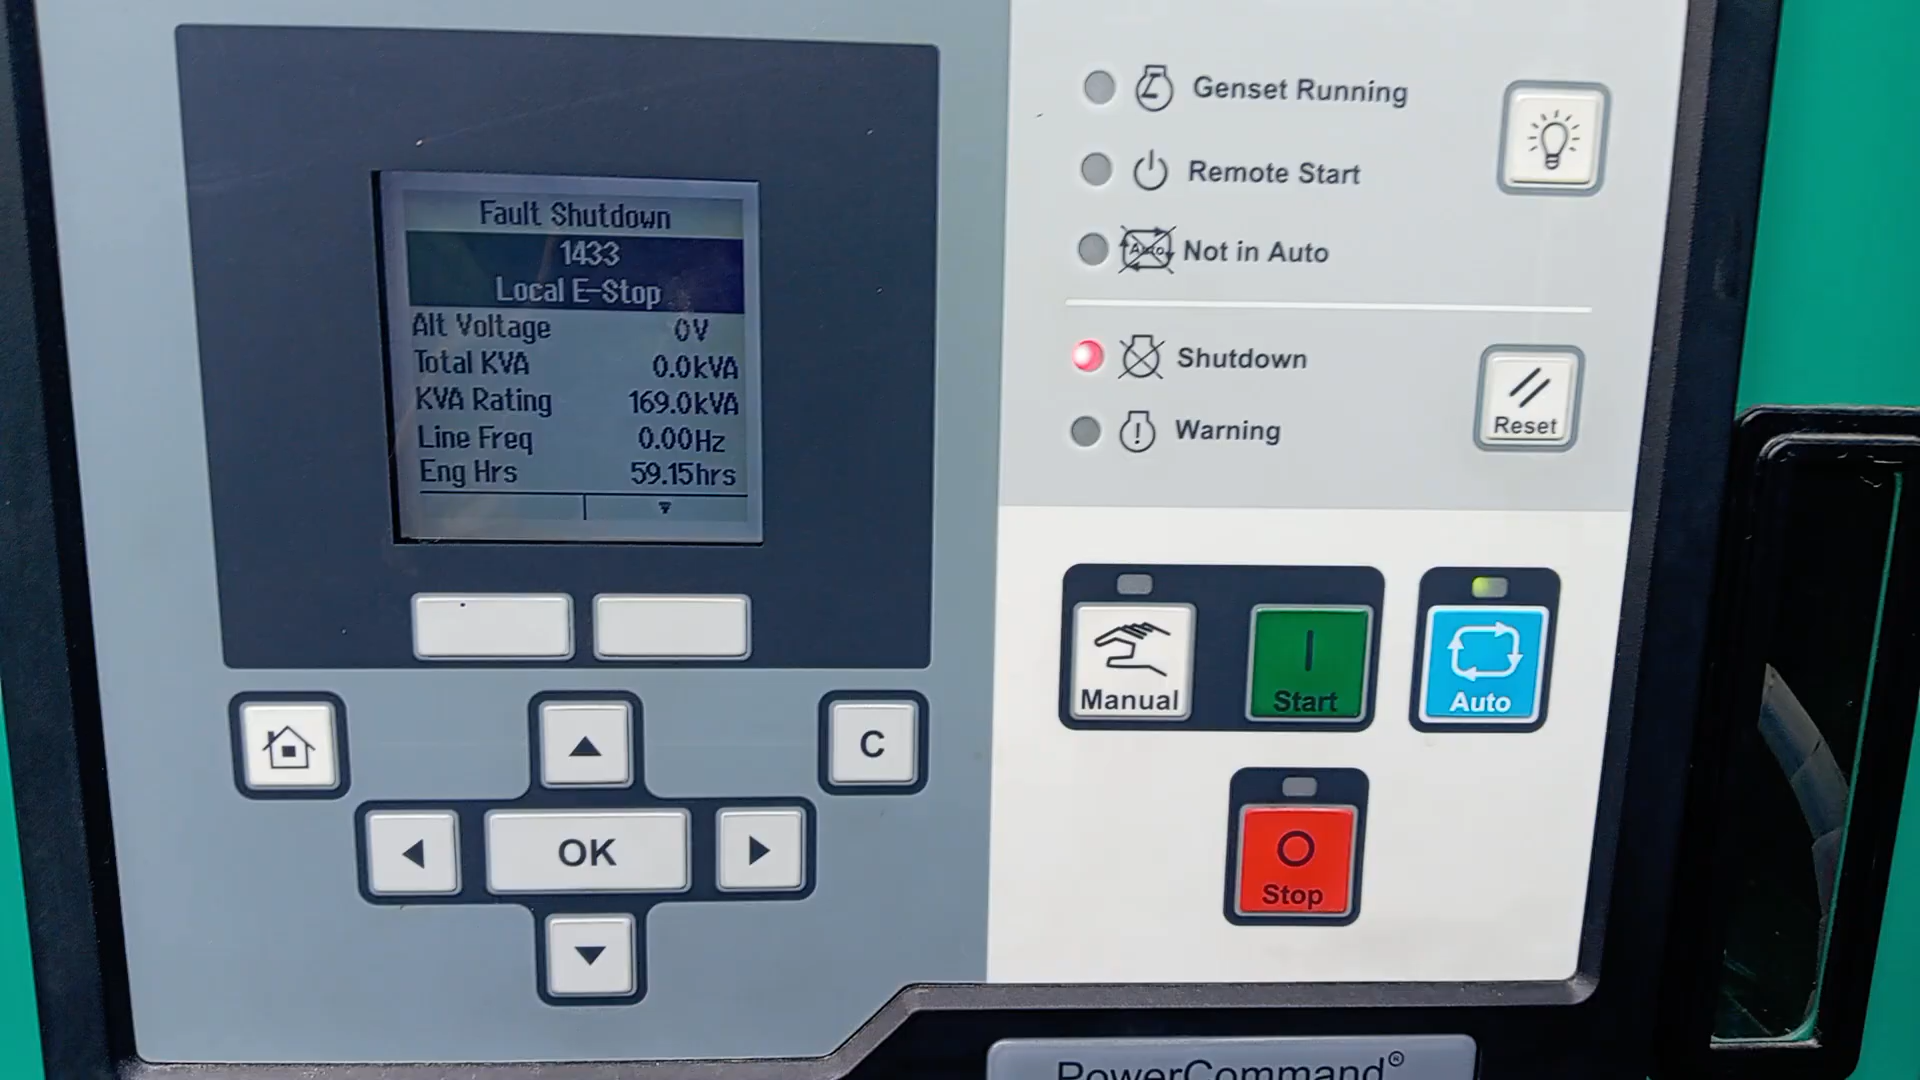 Fault Shutdown
1433
Local E-Stop
Alt Voltage 0V
Total KVA 0.0kVA
KVA Rating 169.0kVA
Line Freq 0.00Hz
Eng Hrs 59.15hrs
C
OK
Genset Running
Remote Start
Auto Not in Auto
Shutdown
Warning
Reset
Manual
Start
Auto
Stop
PowerCommand®